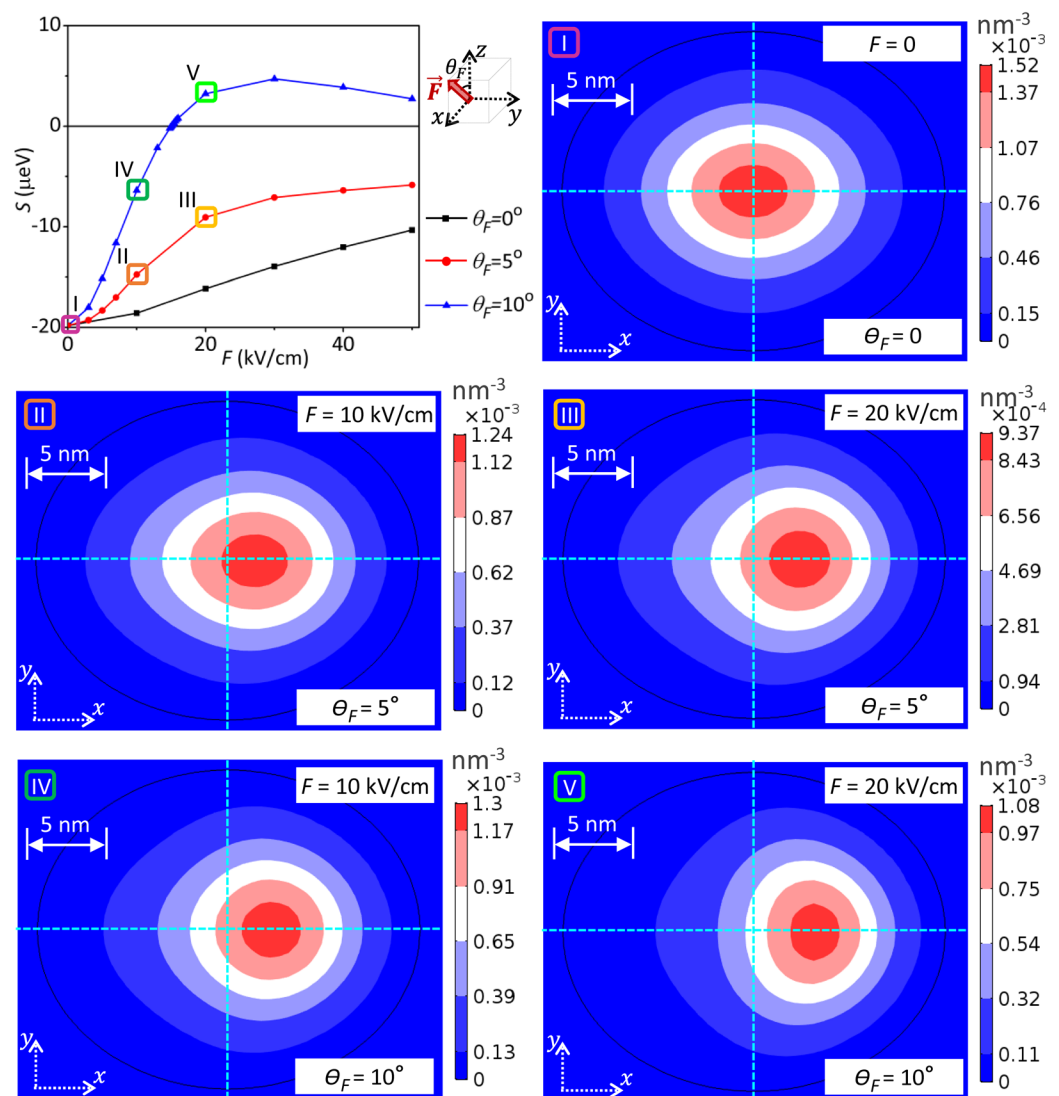 10
0
-10
-20
S (μeV)
0
20
40
F (kV/cm)
I
II
III
IV
V
θF=0°
θF=5°
θF=10°
F
θF
z
x
y
I
F = 0
5 nm
y
x
ΘF = 0
nm-3
×10−3
1.52
1.37
1.07
0.76
0.46
0.15
0
II
F = 10 kV/cm
5 nm
y
x
ΘF = 5°
nm-3
×10−3
1.24
1.12
0.87
0.62
0.37
0.12
0
III
F = 20 kV/cm
5 nm
y
x
ΘF = 5°
nm-3
×10−4
9.37
8.43
6.56
4.69
2.81
0.94
0
IV
F = 10 kV/cm
5 nm
y
x
ΘF = 10°
nm-3
×10−3
1.3
1.17
0.91
0.65
0.39
0.13
0
V
F = 20 kV/cm
5 nm
y
x
ΘF = 10°
nm-3
×10−3
1.08
0.97
0.75
0.54
0.32
0.11
0